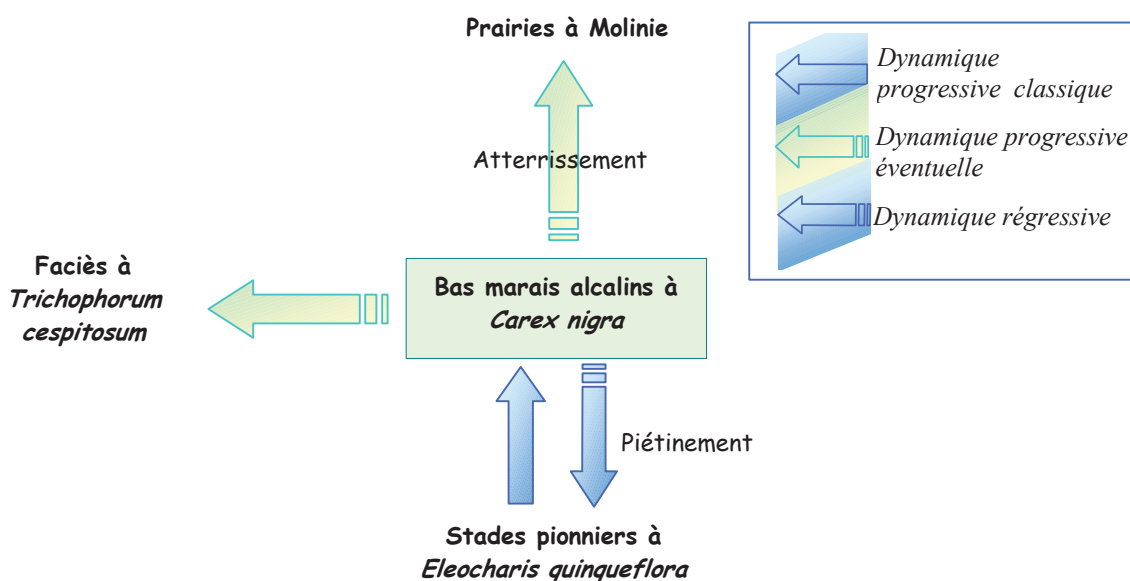 Prairies à Molinie
Dynamique
progressive classique
Dynamique progressive
éventuelle
Dynamique régressive
Atterrissement
Faciès à
Trichophorum
cespitosum
Bas marais alcalins à
Carex nigra
Piétinement
Stades pionniers à
Eleocharis quinqueflora